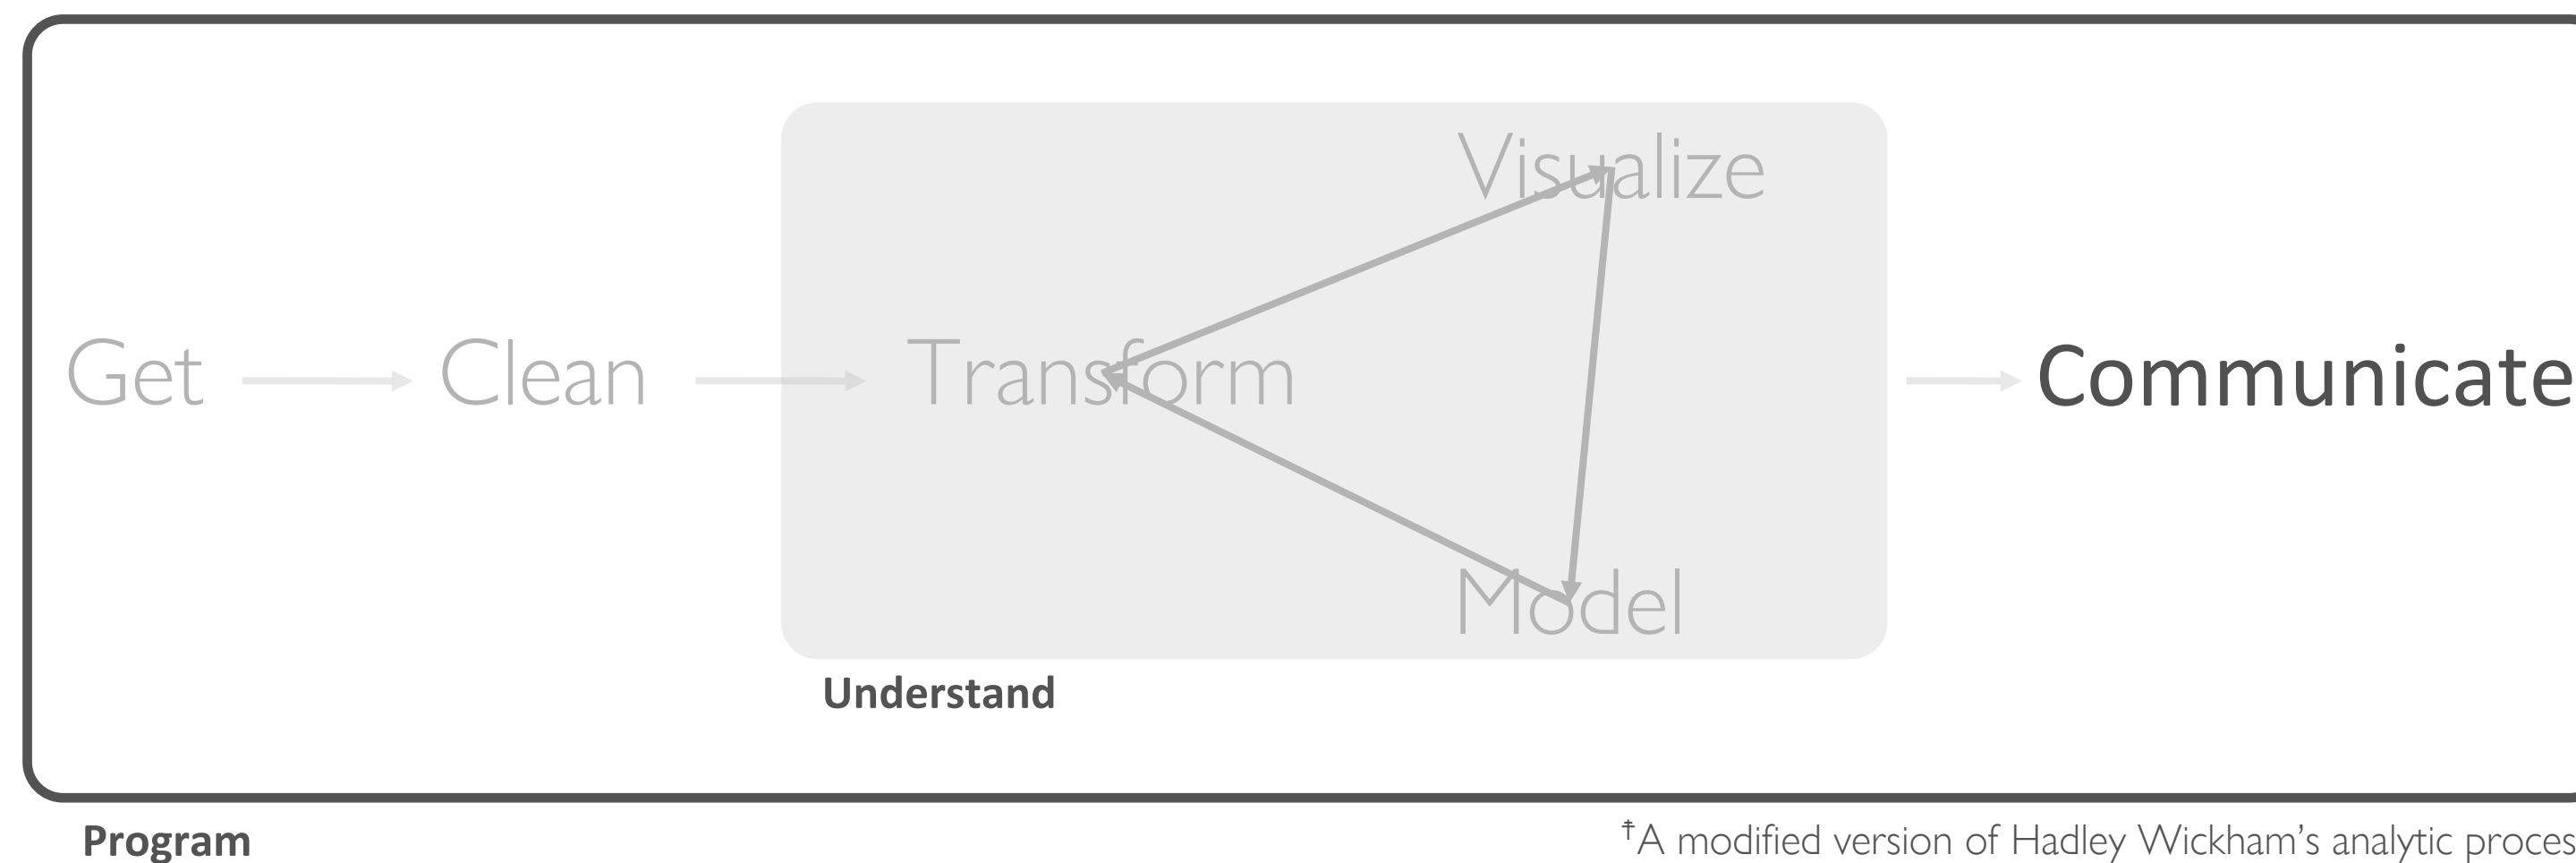 Visualize
Get
Clean
Transform
Communicate
Model
Understand
Program
†A modified version of Hadley Wickham’s analytic proces